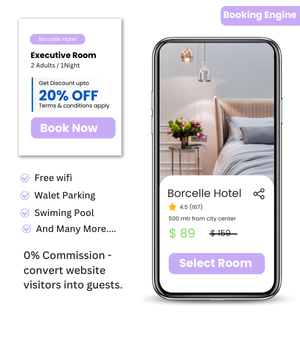 Booking Engine
Borcelle Hotel
Executive Room
2 Adults / 1Night
Get Discount upto
20% OFF
Terms & conditions apply
Book Now
Free wifi
Walet Parking
Swiming Pool
And Many More....
0% Commission -
convert website
visitors into guests.
Borcelle Hotel
4.5 (167)
500 mtr from city center
$ 89 $ 159
Select Room